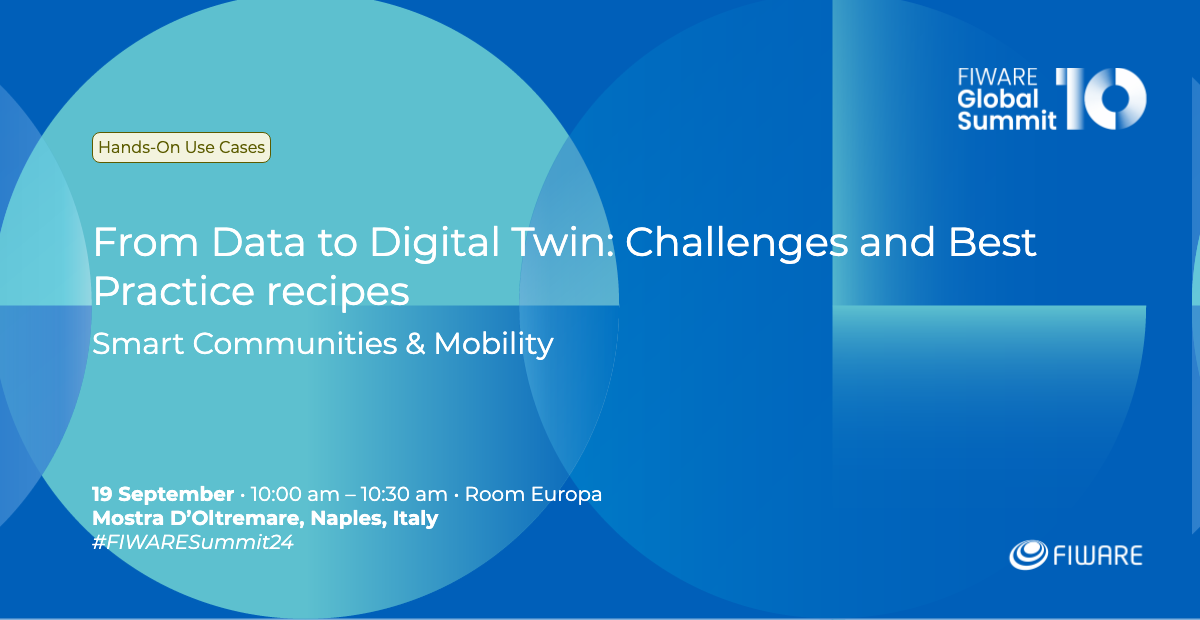 FIWARE
Global
Summit 10
Hands-On Use Cases
From Data to Digital Twin: Challenges and Best
Practice recipes
Smart Communities & Mobility
19 September · 10:00 am – 10:30 am · Room Europa
Mostra D’Oltremare, Naples, Italy
#FIWARESummit24
FIWARE